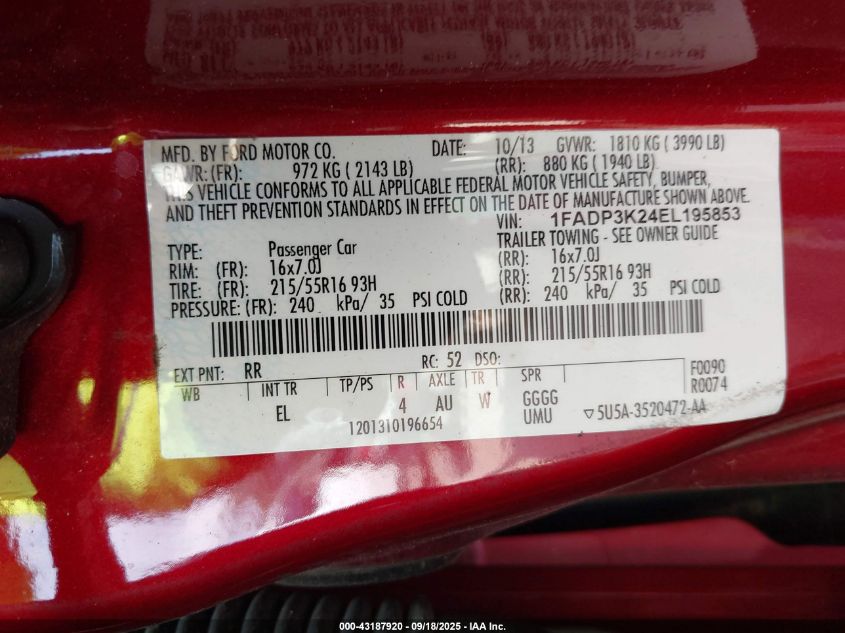 MFD. BY FORD MOTOR CO. DATE: 10/13 GVWR: 1810 KG ( 3990 LB)
GAWR: (FR): 972 KG ( 2143 LB) (RR): 880 KG ( 1940 LB)
THIS VEHICLE CONFORMS TO ALL APPLICABLE FEDERAL MOTOR VEHICLE SAFETY, BUMPER,
AND THEFT PREVENTION STANDARDS IN EFFECT ON THE DATE OF MANUFACTURE SHOWN ABOVE.
VIN: 1FADP3K24EL195853
TYPE: Passenger Car TRAILER TOWING - SEE OWNER GUIDE
RIM: (FR): 16x7.0J (RR): 16x7.0J
TIRE: (FR): 215/55R16 93H (RR): 215/55R16 93H
PRESSURE: (FR): 240 kPa/ 35 PSI COLD (RR): 240 kPa/ 35 PSI COLD
EXT PNT: RR RC: 52 DSO: F0090
WB INT TR TP/PS R AXLE TR SPR R0074
EL 4 AU W GGGG
UMU ▽5U5A-3520472-AA
1201310196654
000-43187920 - 09/18/2025 - IAA Inc.